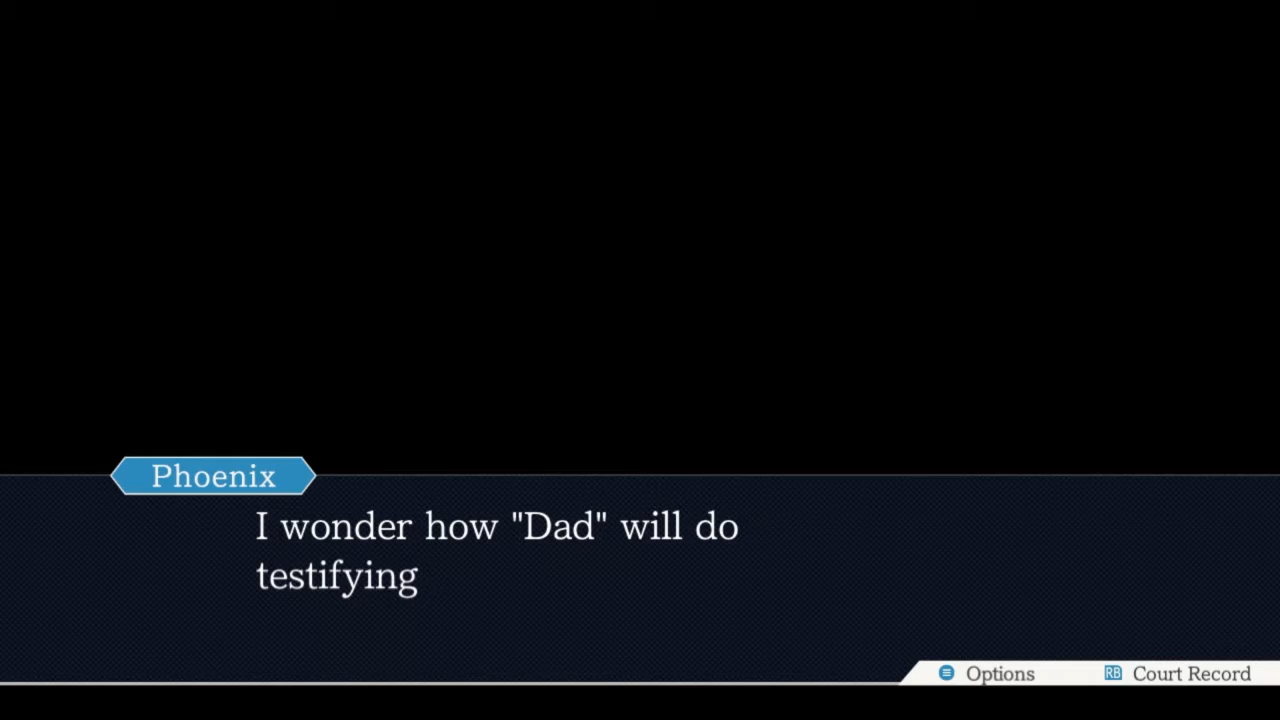 Phoenix
I wonder how "Dad" will do
testifying
Options
RB Court Record